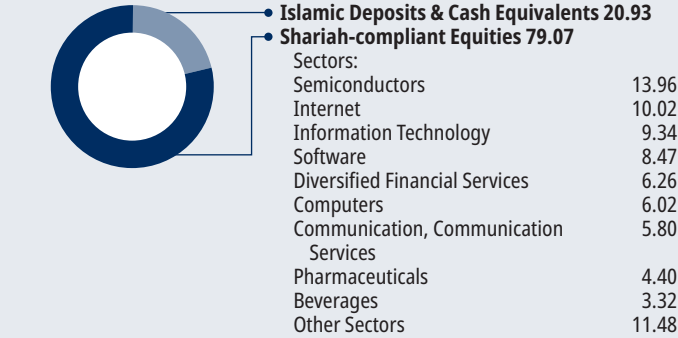 Islamic Deposits & Cash Equivalents 20.93
Shariah-compliant Equities 79.07
Sectors:
Semiconductors 13.96
Internet 10.02
Information Technology 9.34
Software 8.47
Diversified Financial Services 6.26
Computers 6.02
Communication, Communication 5.80
Services
Pharmaceuticals 4.40
Beverages 3.32
Other Sectors 11.48